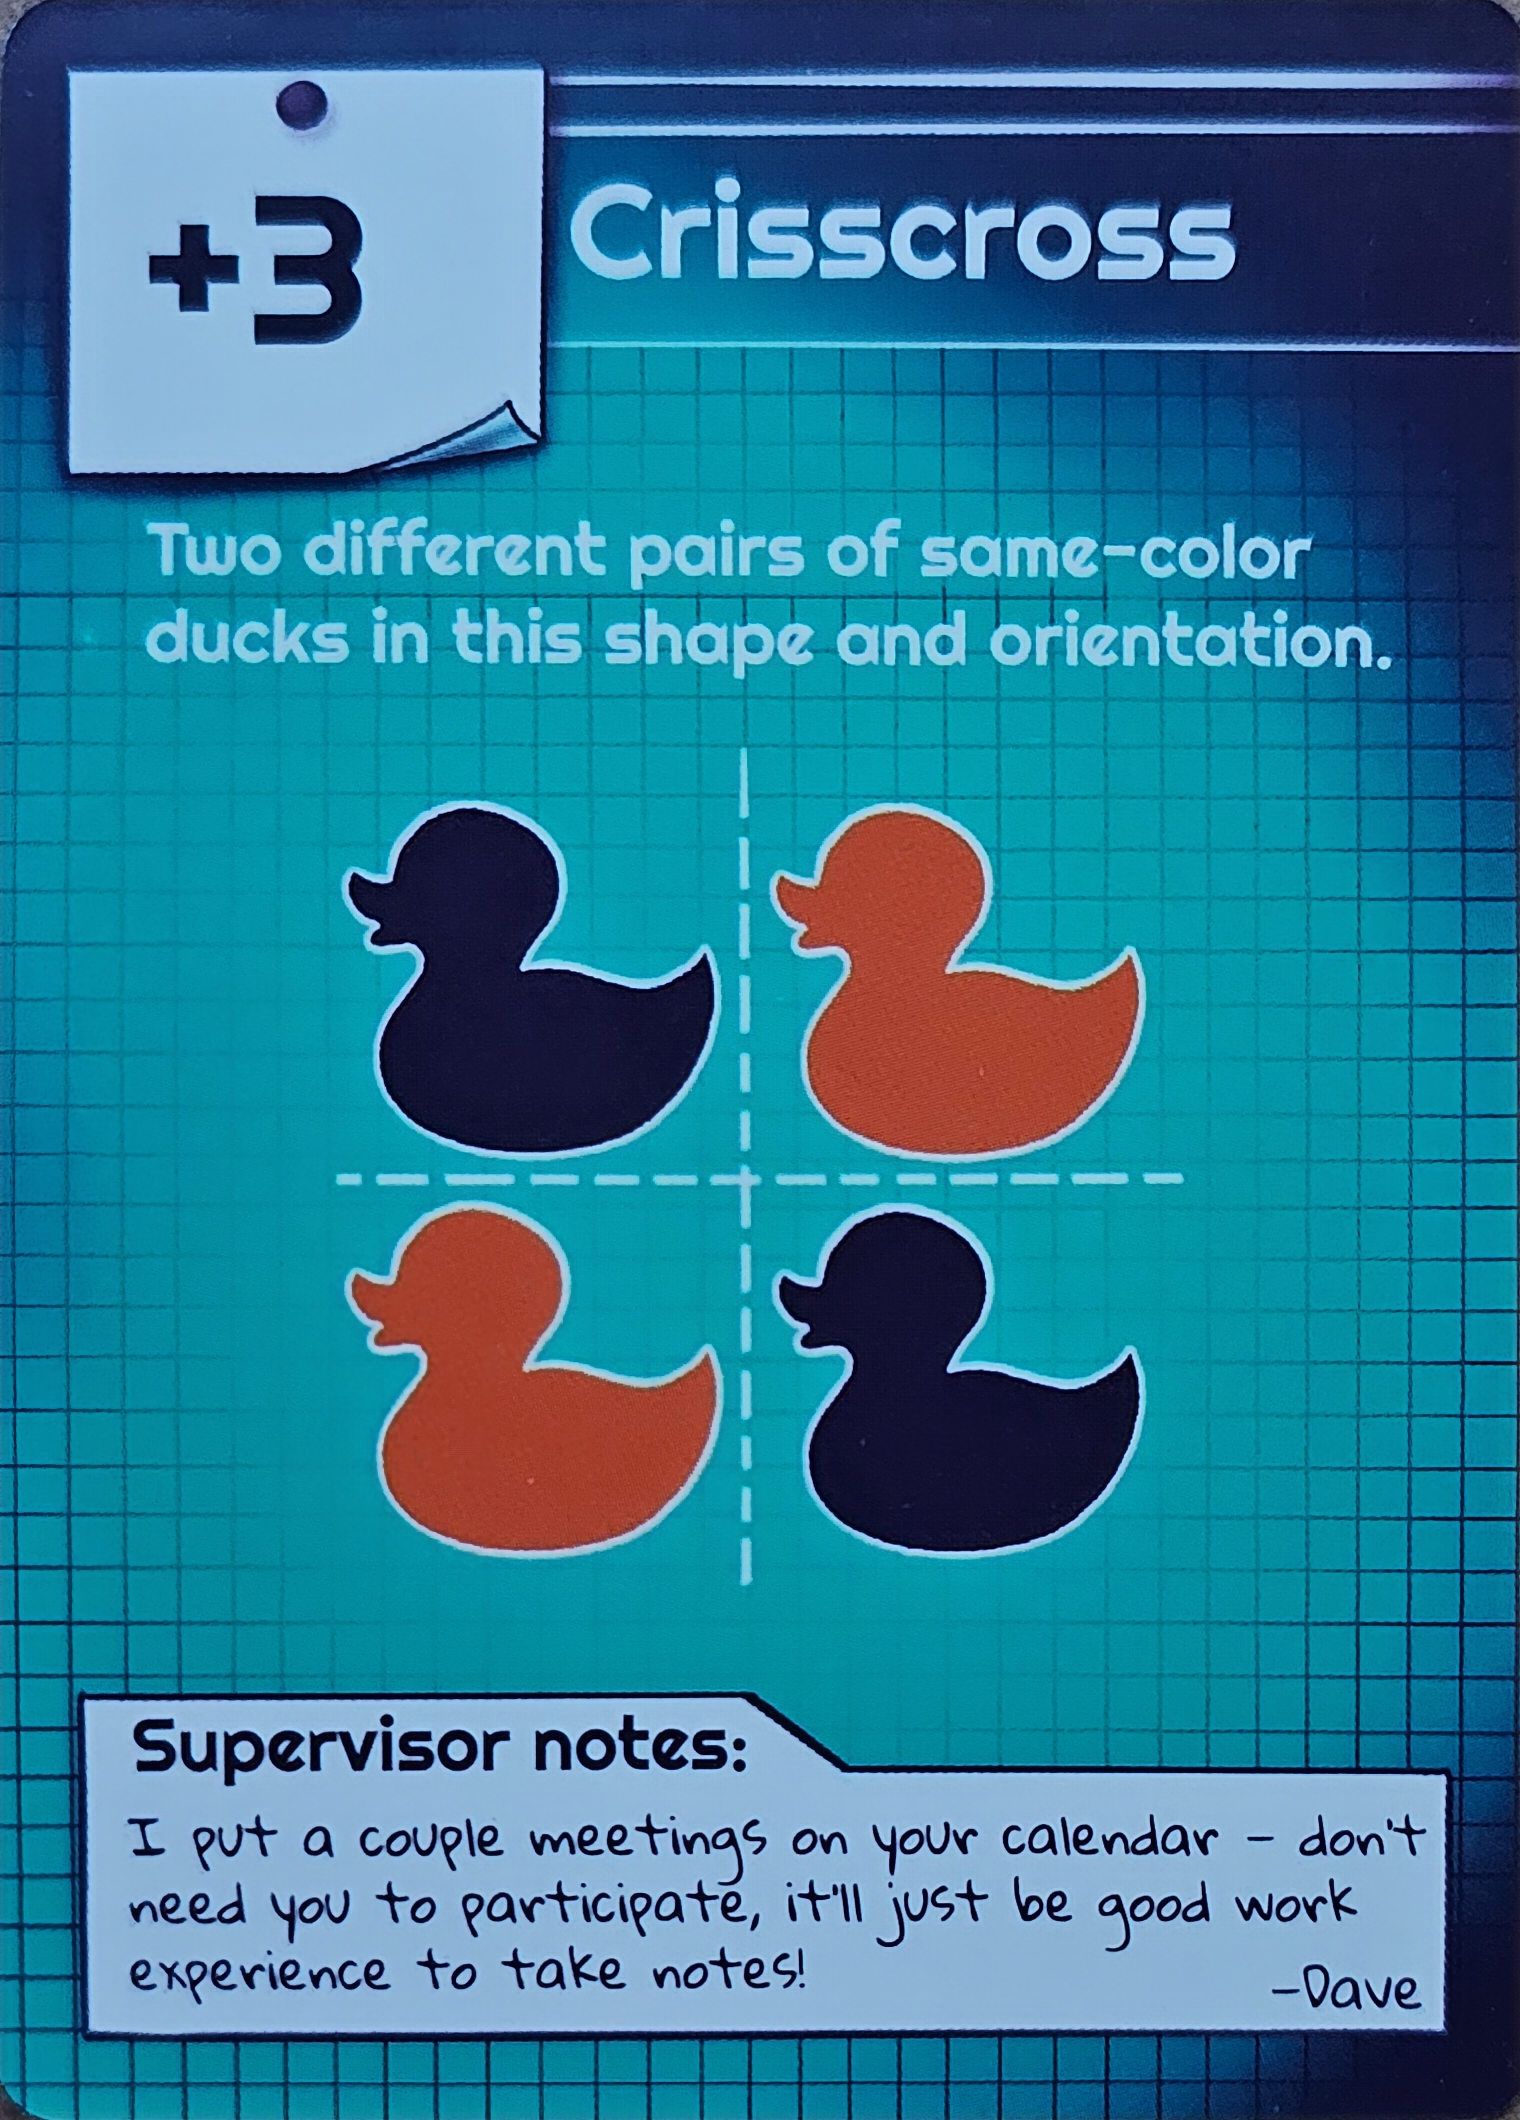 +3
Crisscross
Two different pairs of same-color
ducks in this shape and orientation.
Supervisor notes:
I put a couple meetings on your calendar – don't
need you to participate, it'll just be good work
experience to take notes!
–Dave